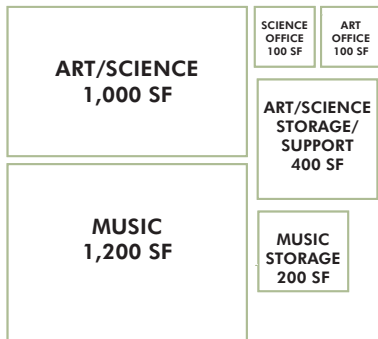 ART/SCIENCE
1,000 SF
SCIENCE
OFFICE
100 SF
ART
OFFICE
100 SF
ART/SCIENCE
STORAGE/
SUPPORT
400 SF
MUSIC
1,200 SF
MUSIC
STORAGE
200 SF